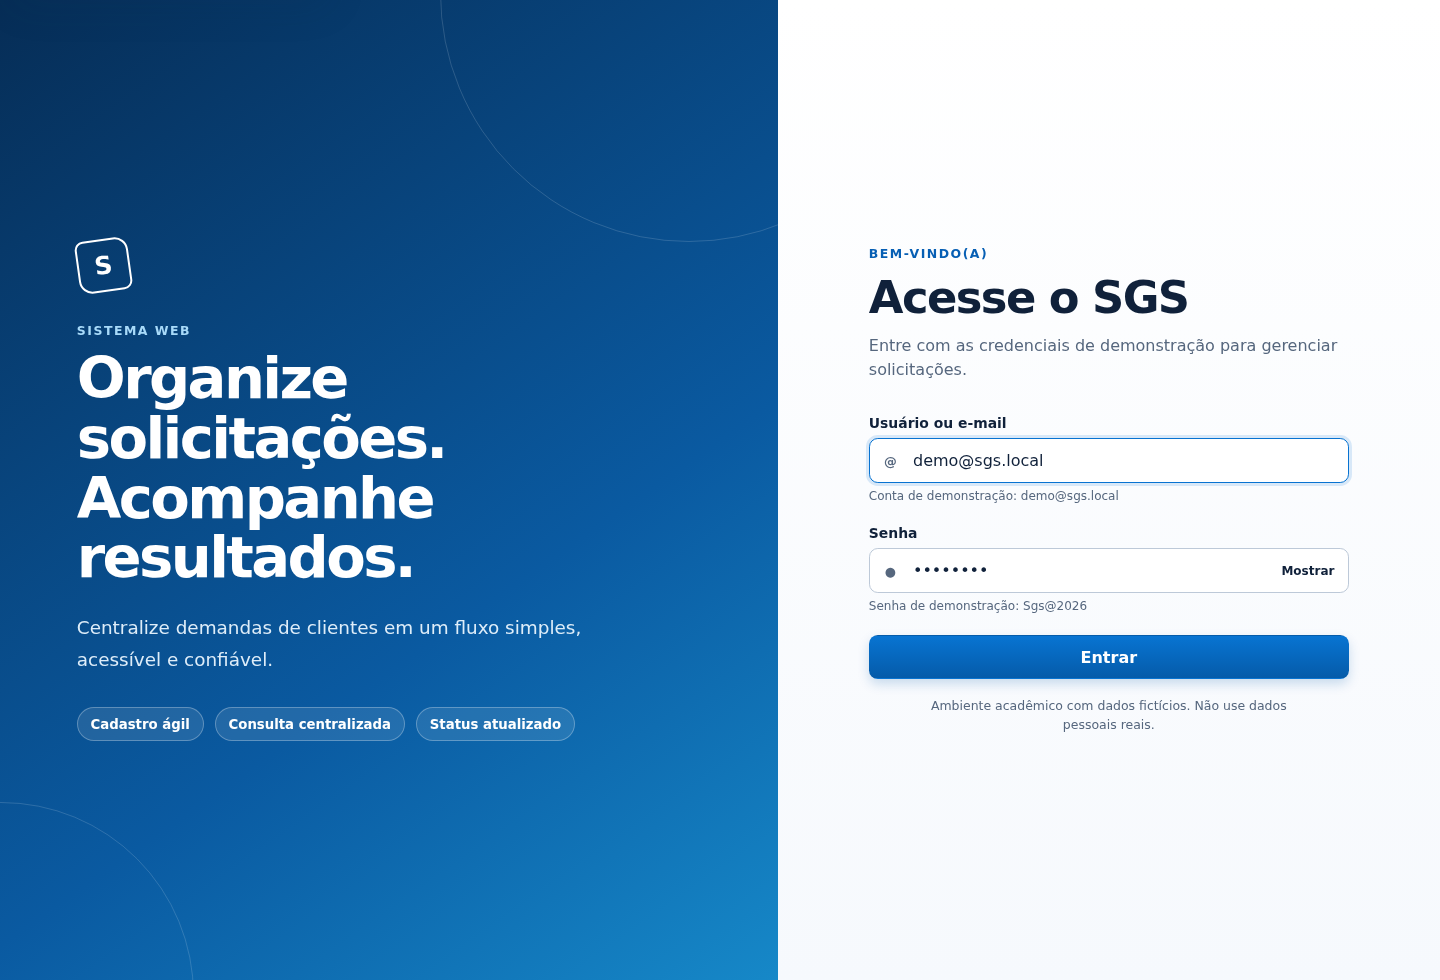 S
SISTEMA WEB
Organize
solicitações.
Acompanhe
resultados.
Centralize demandas de clientes em um fluxo simples,
acessível e confiável.
Cadastro ágil
Consulta centralizada
Status atualizado
BEM-VINDO(A)
Acesse o SGS
Entre com as credenciais de demonstração para gerenciar
solicitações.
Usuário ou e-mail
@ demo@sgs.local
Conta de demonstração: demo@sgs.local
Senha
● •••••••• Mostrar
Senha de demonstração: Sgs@2026
Entrar
Ambiente acadêmico com dados fictícios. Não use dados
pessoais reais.